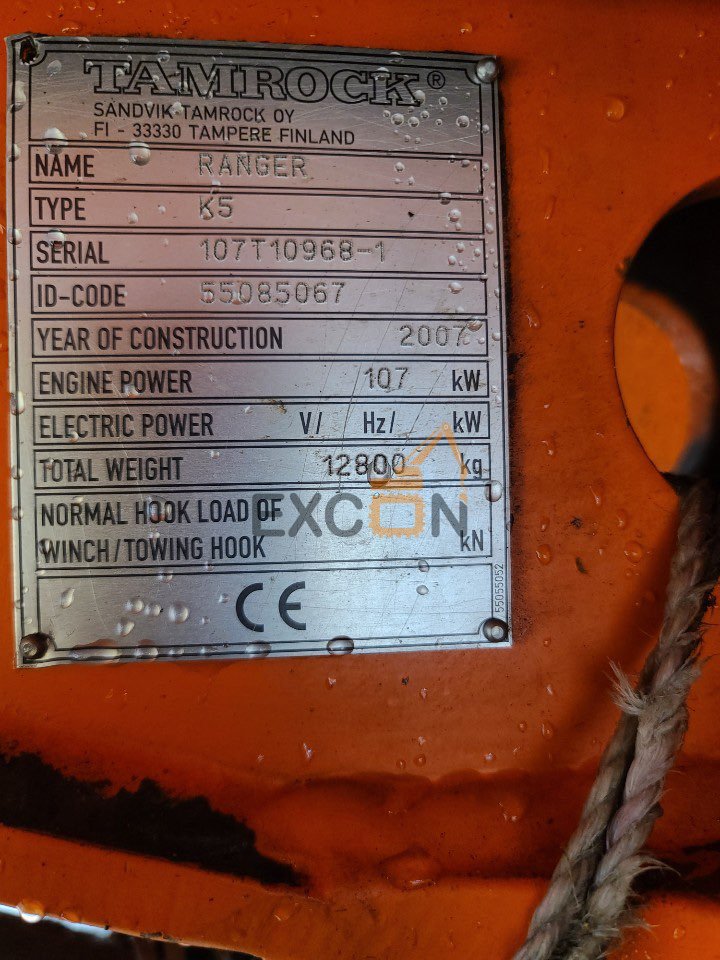 TAMROCK®
SANDVIK TAMROCK OY
FI - 33330 TAMPERE FINLAND
NAME RANGER
TYPE K5
SERIAL 107T10968-1
ID-CODE 55085067
YEAR OF CONSTRUCTION 2007
ENGINE POWER 107 kW
ELECTRIC POWER V/ Hz/ kW
TOTAL WEIGHT 12800 kg
NORMAL HOOK LOAD OF
WINCH/TOWING HOOK kN
EXCON
CE
55055052